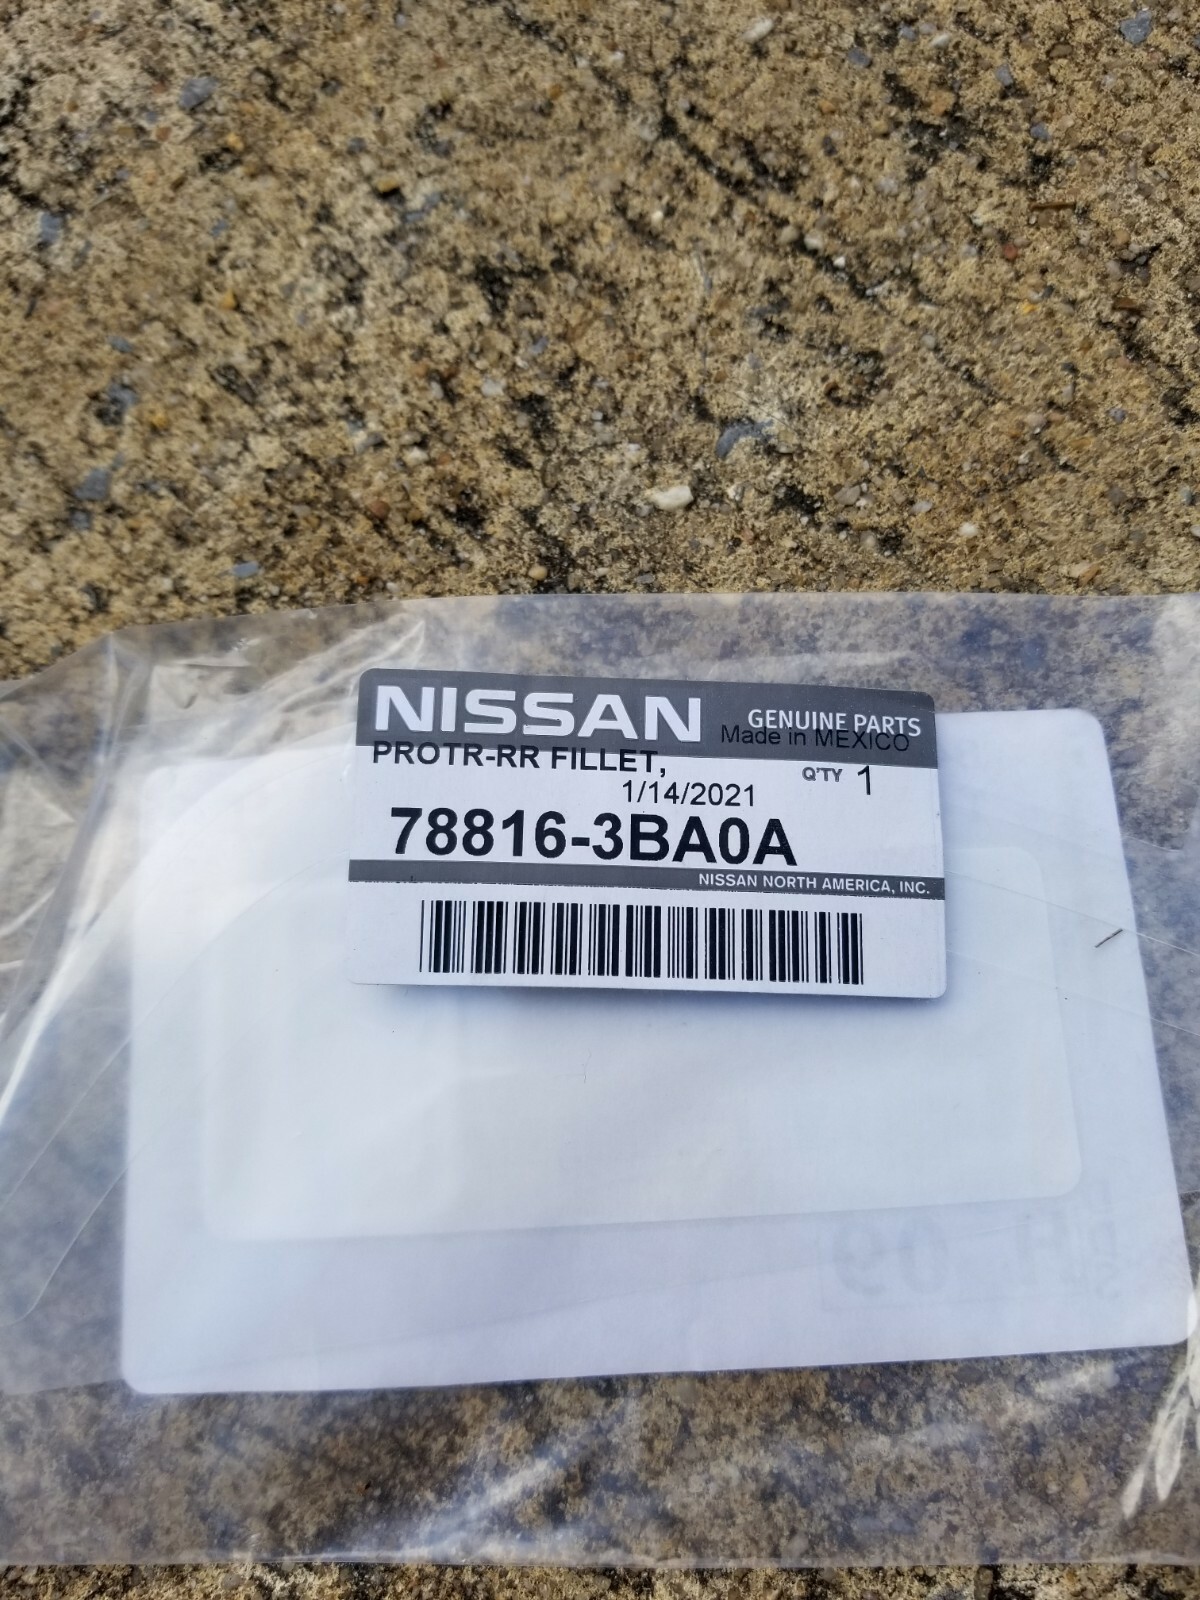 NISSAN GENUINE PARTS
Made in MEXICO
PROTR-RR FILLET,
Q'TY 1
1/14/2021
78816-3BA0A
NISSAN NORTH AMERICA, INC.